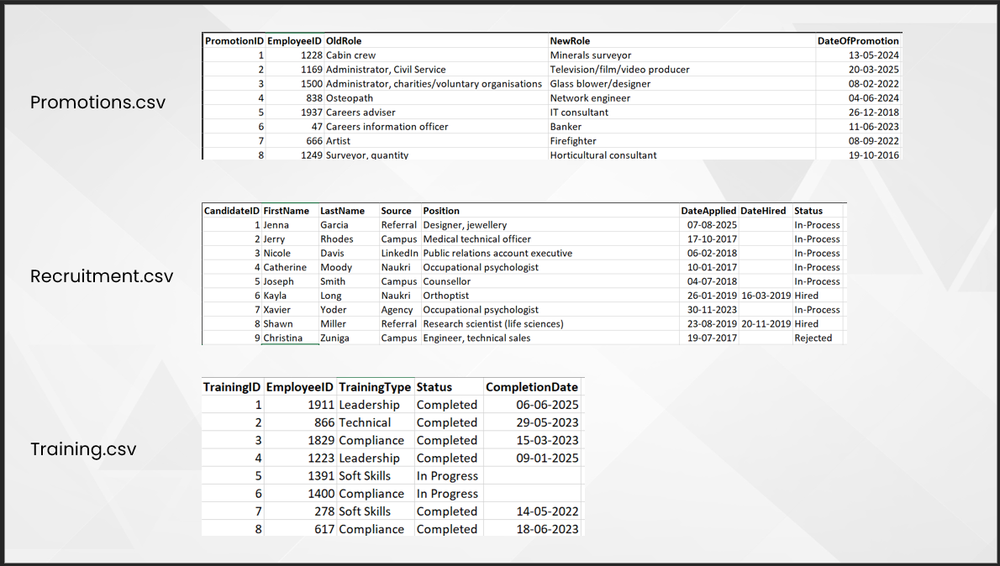 Promotions.csv
PromotionID EmployeeID OldRole NewRole DateOfPromotion
1 1228 Cabin crew Minerals surveyor 13-05-2024
2 1169 Administrator, Civil Service Television/film/video producer 20-03-2025
3 1500 Administrator, charities/voluntary organisations Glass blower/designer 08-02-2022
4 838 Osteopath Network engineer 04-06-2024
5 1937 Careers adviser IT consultant 26-12-2018
6 47 Careers information officer Banker 11-06-2023
7 666 Artist Firefighter 08-09-2022
8 1249 Surveyor, quantity Horticultural consultant 19-10-2016
Recruitment.csv
CandidateID FirstName LastName Source Position DateApplied DateHired Status
1 Jenna Garcia Referral Designer, jewellery 07-08-2025 In-Process
2 Jerry Rhodes Campus Medical technical officer 17-10-2017 In-Process
3 Nicole Davis LinkedIn Public relations account executive 06-02-2018 In-Process
4 Catherine Moody Naukri Occupational psychologist 10-01-2017 In-Process
5 Joseph Smith Campus Counsellor 04-07-2018 In-Process
6 Kayla Long Naukri Orthoptist 26-01-2019 16-03-2019 Hired
7 Xavier Yoder Agency Occupational psychologist 30-11-2023 In-Process
8 Shawn Miller Referral Research scientist (life sciences) 23-08-2019 20-11-2019 Hired
9 Christina Zuniga Campus Engineer, technical sales 19-07-2017 Rejected
Training.csv
TrainingID EmployeeID TrainingType Status CompletionDate
1 1911 Leadership Completed 06-06-2025
2 866 Technical Completed 29-05-2023
3 1829 Compliance Completed 15-03-2023
4 1223 Leadership Completed 09-01-2025
5 1391 Soft Skills In Progress
6 1400 Compliance In Progress
7 278 Soft Skills Completed 14-05-2022
8 617 Compliance Completed 18-06-2023